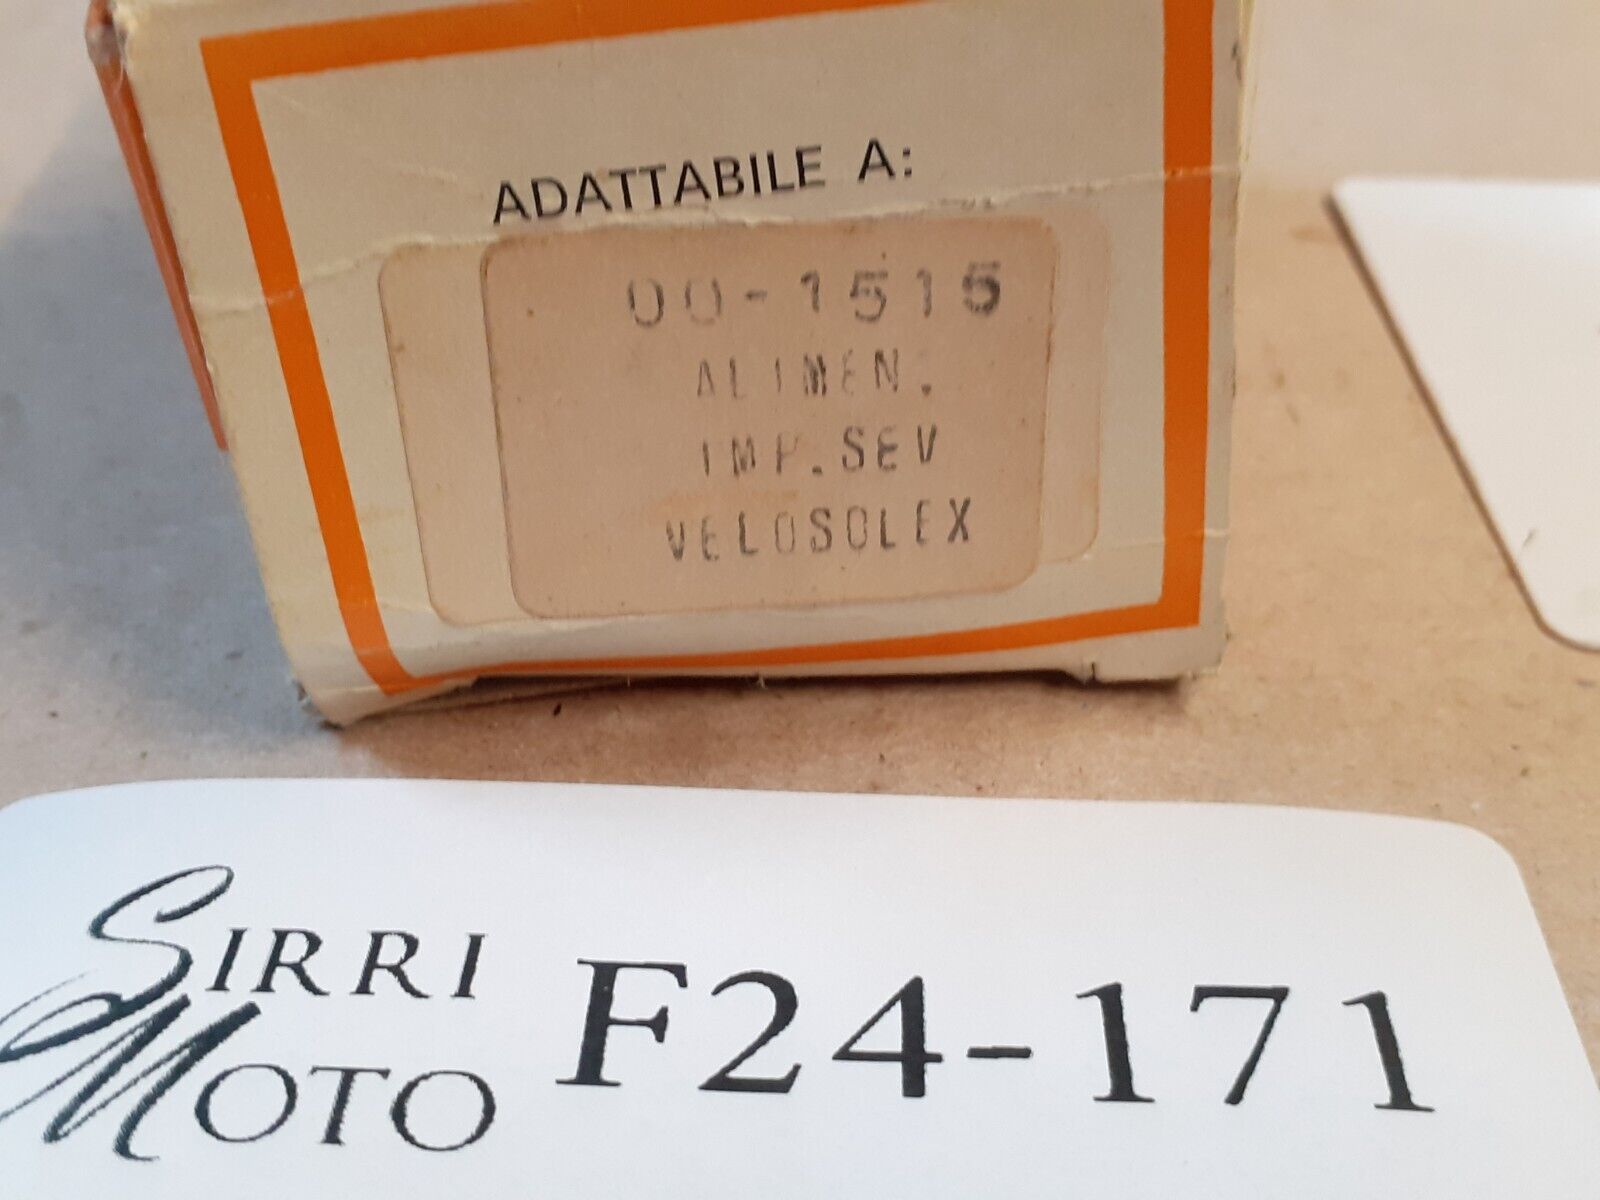 ADATTABILE A:
00-1515
ALIMEN.
IMP.SEV
VELOSOLEX
SIRRI
MOTO
F24-171